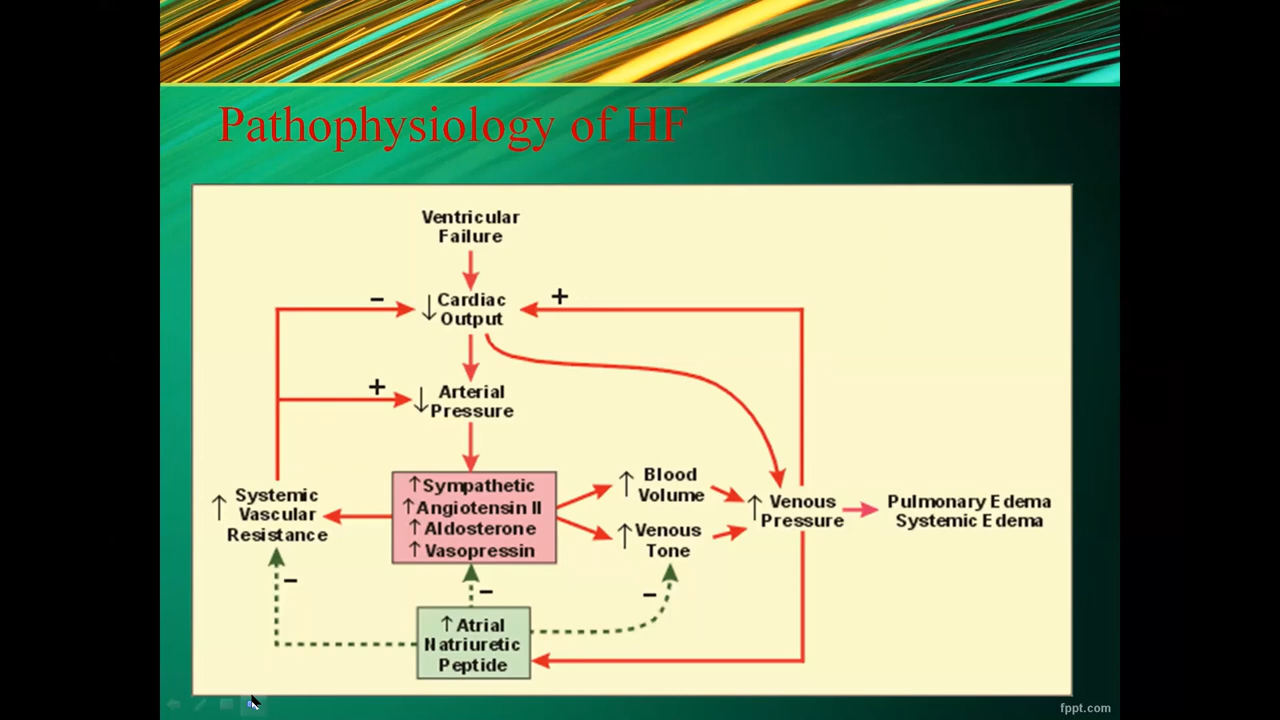 Pathophysiology of HF
Ventricular
Failure
− ↓ Cardiac +
Output
+ ↓ Arterial
Pressure
↑ Systemic
Vascular
Resistance
↑Sympathetic
↑Angiotensin II
↑Aldosterone
↑Vasopressin
↑ Blood
Volume
↑ Venous
Tone
↑ Venous
Pressure
Pulmonary Edema
Systemic Edema
− − −
↑Atrial
Natriuretic
Peptide
fppt.com